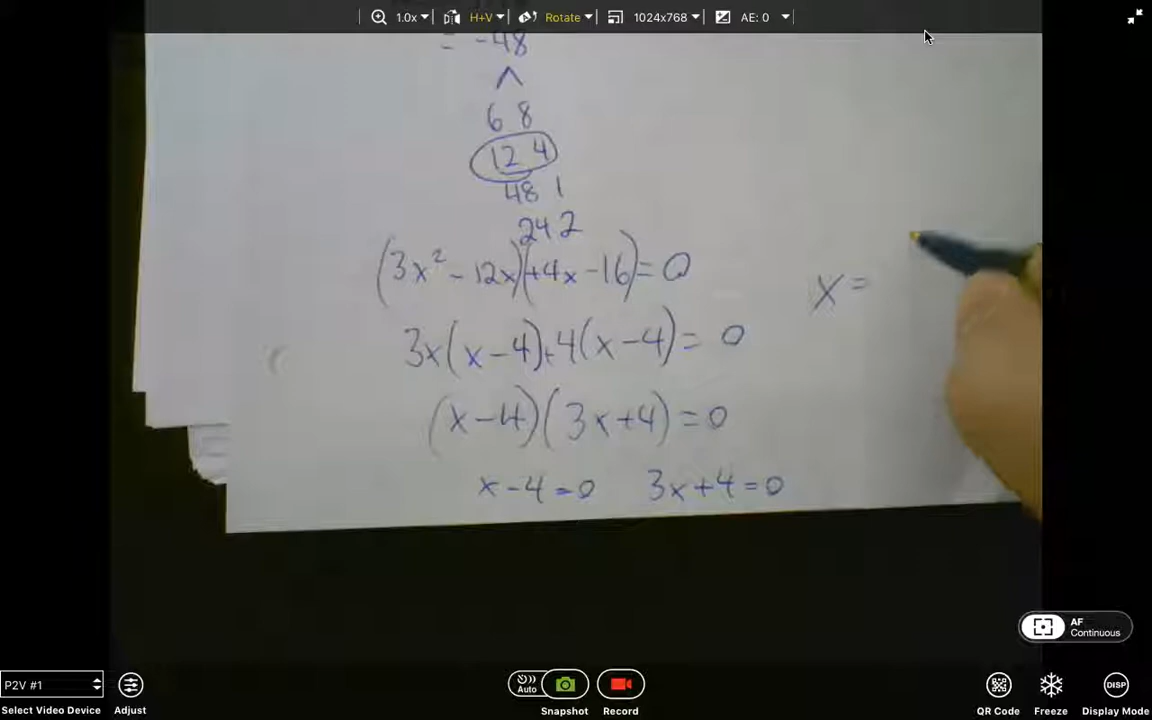 1.0x H+V Rotate 1024x768 AE: 0
= -48
6 8
12 4
48 1
24 2
(3x² - 12x)(+4x - 16) = 0
x =
3x(x - 4) + 4(x - 4) = 0
(x - 4)(3x + 4) = 0
x - 4 = 0 3x + 4 = 0
AF
Continuous
P2V #1
Auto
Select Video Device Adjust Snapshot Record QR Code Freeze DISP Display Mode